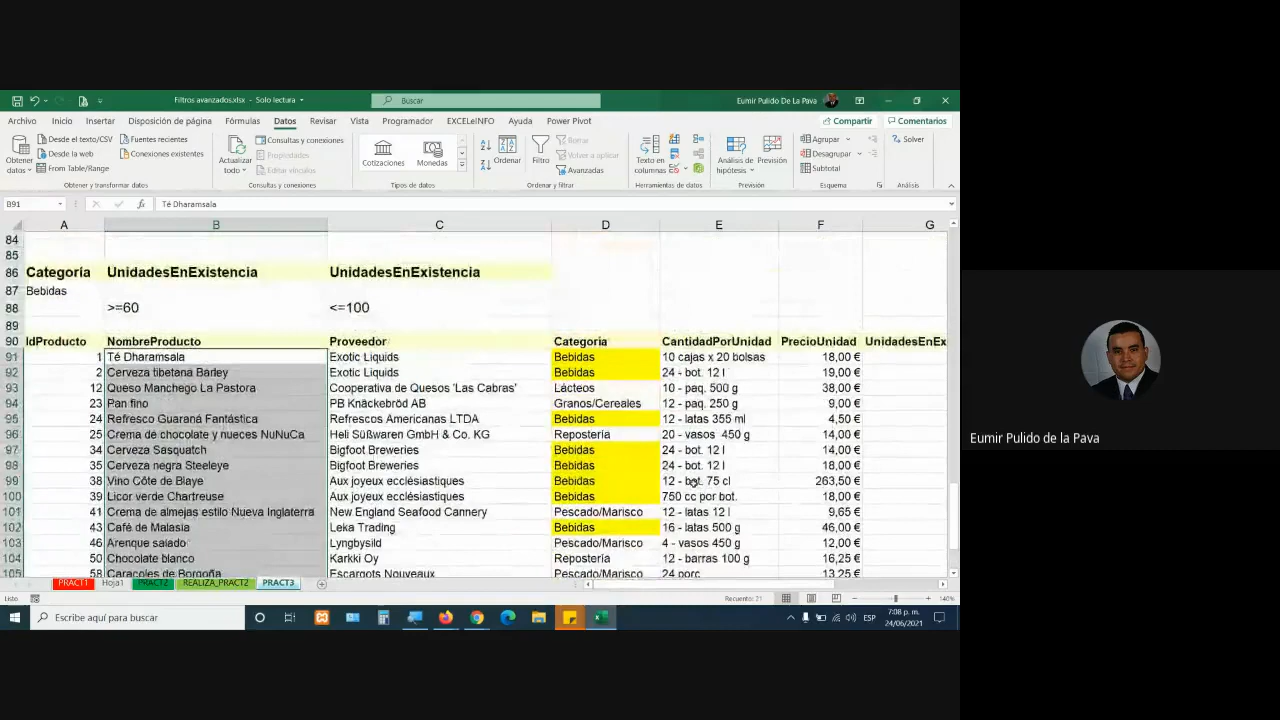 Filtros avanzados.xlsx - Solo lectura
Buscar
Eumir Pulido De La Pava
Archivo Inicio Insertar Disposición de página Fórmulas Datos Revisar Vista Programador EXCELeINFO Ayuda Power Pivot
Compartir Comentarios
Obtener datos
Desde el texto/CSV
Desde la web
From Table/Range
Fuentes recientes
Conexiones existentes
Obtener y transformar datos
Actualizar todo
Consultas y conexiones
Propiedades
Editar vínculos
Consultas y conexiones
Cotizaciones Monedas
Tipos de datos
Ordenar Filtro
Borrar
Volver a aplicar
Avanzadas
Ordenar y filtrar
Texto en columnas
Herramientas de datos
Análisis de hipótesis
Previsión
Previsión
Agrupar
Desagrupar
Subtotal
Esquema
Solver
Análisis
B91 fx Té Dharamsala
A B C D E F G
84
85
86 Categoría UnidadesEnExistencia UnidadesEnExistencia
87 Bebidas
88 >=60 <=100
89
90 IdProducto NombreProducto Proveedor Categoría CantidadPorUnidad PrecioUnidad UnidadesEnEx
91 1 Té Dharamsala Exotic Liquids Bebidas 10 cajas x 20 bolsas 18,00 €
92 2 Cerveza tibetana Barley Exotic Liquids Bebidas 24 - bot. 12 l 19,00 €
93 12 Queso Manchego La Pastora Cooperativa de Quesos 'Las Cabras' Lácteos 10 - paq. 500 g 38,00 €
94 23 Pan fino PB Knäckebröd AB Granos/Cereales 12 - paq. 250 g 9,00 €
95 24 Refresco Guaraná Fantástica Refrescos Americanas LTDA Bebidas 12 - latas 355 ml 4,50 €
96 25 Crema de chocolate y nueces NuNuCa Heli Süßwaren GmbH & Co. KG Repostería 20 - vasos 450 g 14,00 €
97 34 Cerveza Sasquatch Bigfoot Breweries Bebidas 24 - bot. 12 l 14,00 €
98 35 Cerveza negra Steeleye Bigfoot Breweries Bebidas 24 - bot. 12 l 18,00 €
99 38 Vino Côte de Blaye Aux joyeux ecclésiastiques Bebidas 12 - bot. 75 cl 263,50 €
100 39 Licor verde Chartreuse Aux joyeux ecclésiastiques Bebidas 750 cc por bot. 18,00 €
101 41 Crema de almejas estilo Nueva Inglaterra New England Seafood Cannery Pescado/Marisco 12 - latas 12 l 9,65 €
102 43 Café de Malasia Leka Trading Bebidas 16 - latas 500 g 46,00 €
103 45 Arenque salado Lyngbysild Pescado/Marisco 4 - vasos 450 g 12,00 €
104 50 Chocolate blanco Karkki Oy Repostería 12 - barras 100 g 16,25 €
105 58 Caracoles de Borgoña Escargots Nouveaux Pescado/Marisco 24 porc. 13,25 €
PRACT1 Hoja1 PRACT2 REALIZA_PRACT2 PRACT3
Listo
Recuento: 21
140%
Escribe aquí para buscar
ESP
7:08 p. m.
24/06/2021
Eumir Pulido de la Pava